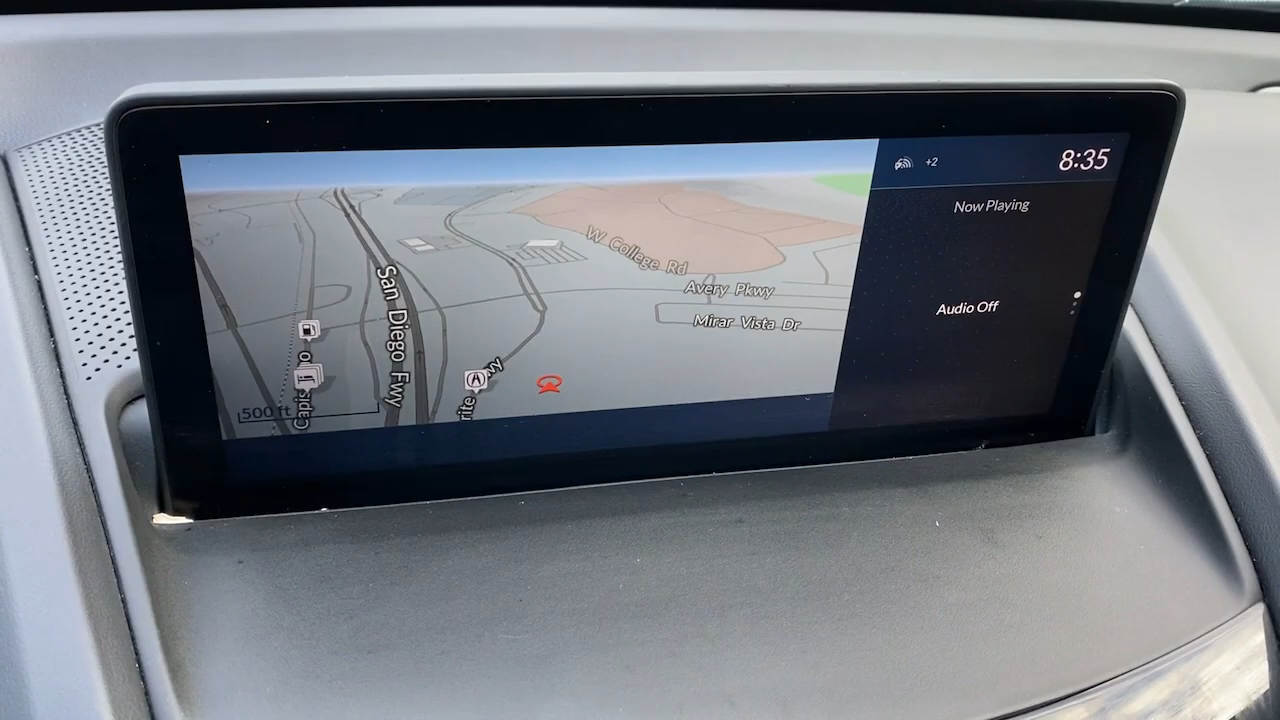 +2
8:35
Now Playing
Audio Off
W College Rd
Avery Pkwy
Mirar Vista Dr
San Diego Fwy
500 ft